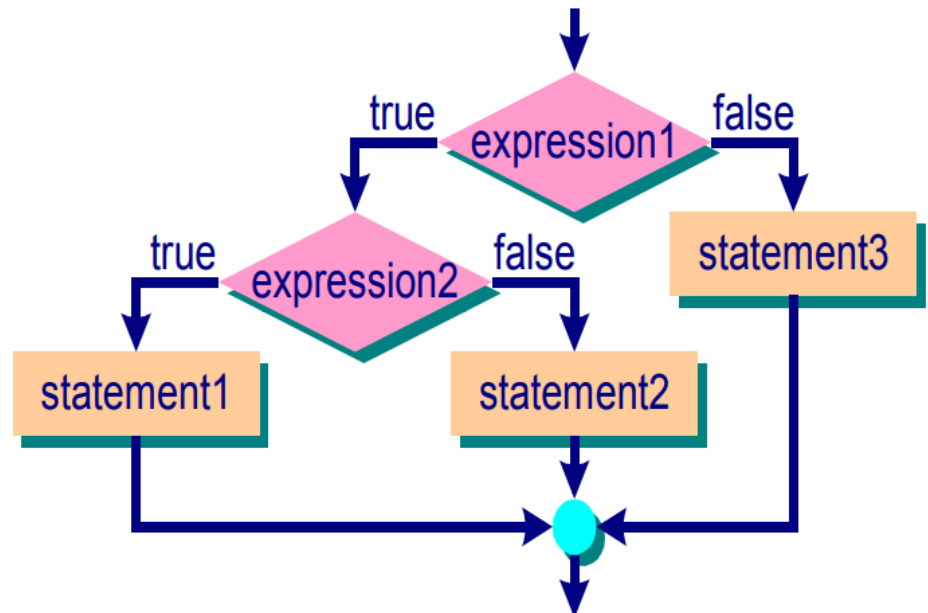 true
false
expression1
true
false
statement3
expression2
statement1
statement2